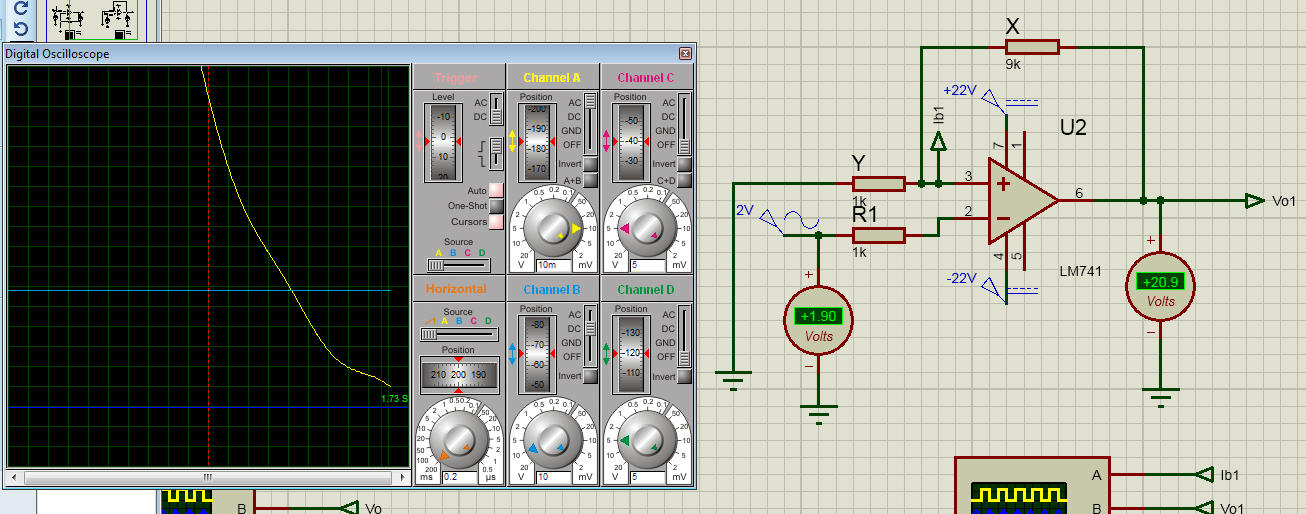 Digital Oscilloscope
1.73 S
Trigger
Level
-10
0
10
20
AC
DC
Auto
One-Shot
Cursors
Source
A B C D
Channel A
Position
-200
-190
-180
-170
AC
DC
GND
OFF
Invert
A+B
V 10m mV
Channel C
Position
-50
-40
-30
AC
DC
GND
OFF
Invert
C+D
V 5 mV
Horizontal
Source
A B C D
Position
210 200 190
ms 0.2 µs
Channel B
Position
-80
-70
-60
-50
AC
DC
GND
OFF
Invert
V 10 mV
Channel D
Position
-130
-120
-110
AC
DC
GND
OFF
Invert
V 5 mV
X
9k
+22V
Ib1
U2
7
1
Y
1k
3
6
Vo1
2V
R1
1k
2
4
5
-22V
LM741
+
+1.90
Volts
-
+
+20.9
Volts
-
A
Ib1
B
Vo1
B
Vo